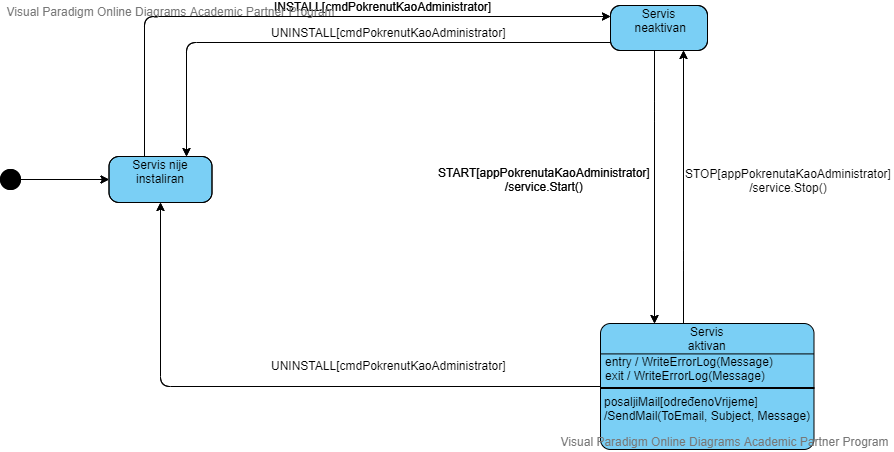 Visual Paradigm Online Diagrams Academic Partner Program
INSTALL[cmdPokrenutKaoAdministrator]
UNINSTALL[cmdPokrenutKaoAdministrator]
Servis
neaktivan
Servis nije
instaliran
START[appPokrenutaKaoAdministrator]
/service.Start()
STOP[appPokrenutaKaoAdministrator]
/service.Stop()
UNINSTALL[cmdPokrenutKaoAdministrator]
Servis
aktivan
entry / WriteErrorLog(Message)
exit / WriteErrorLog(Message)
posaljiMail[određenoVrijeme]
/SendMail(ToEmail, Subject, Message)
Visual Paradigm Online Diagrams Academic Partner Program